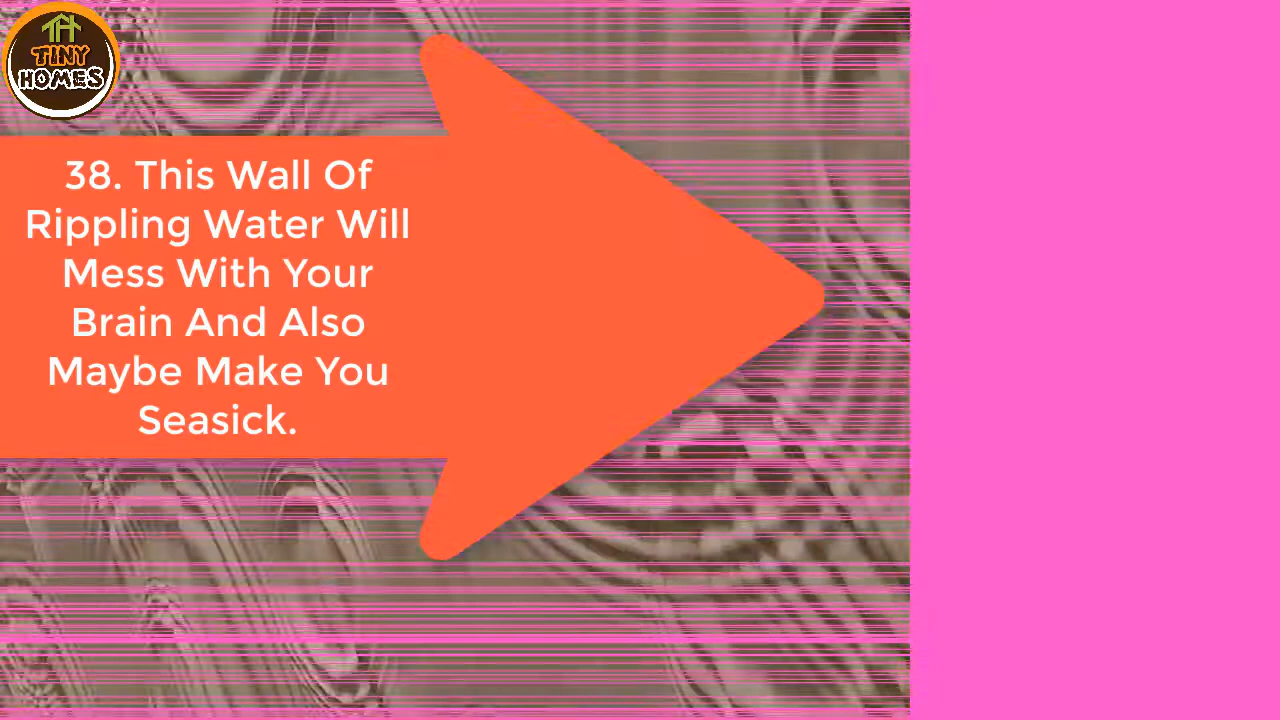 TINY
HOMES
38. This Wall Of
Rippling Water Will
Mess With Your
Brain And Also
Maybe Make You
Seasick.